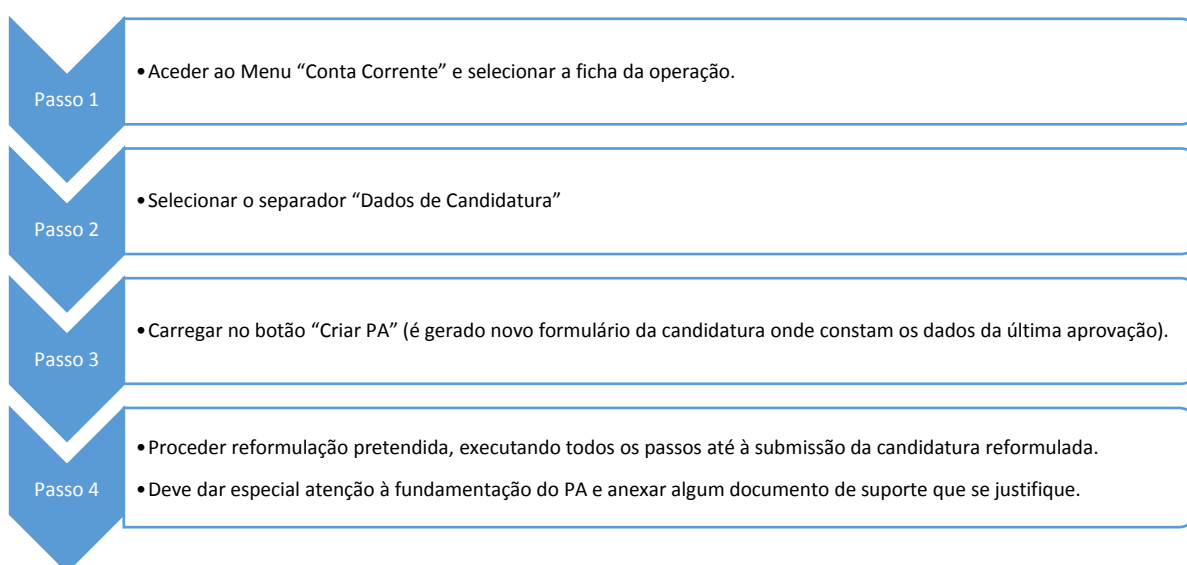 Passo 1
•Aceder ao Menu “Conta Corrente” e selecionar a ficha da operação.
Passo 2
•Selecionar o separador “Dados de Candidatura”
Passo 3
•Carregar no botão “Criar PA” (é gerado novo formulário da candidatura onde constam os dados da última aprovação).
Passo 4
•Proceder reformulação pretendida, executando todos os passos até à submissão da candidatura reformulada.
•Deve dar especial atenção à fundamentação do PA e anexar algum documento de suporte que se justifique.